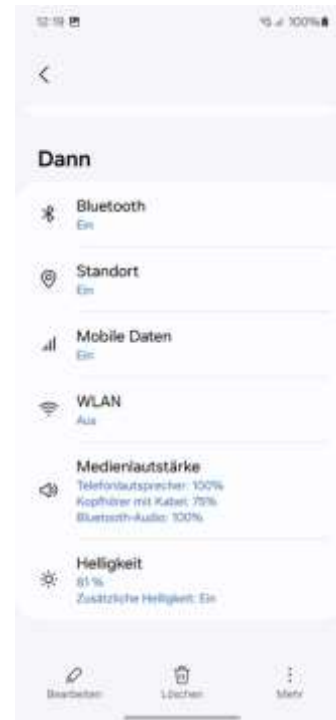 12:19
100%
Dann
Bluetooth
Ein
Standort
Ein
Mobile Daten
Ein
WLAN
Aus
Medienlautstärke
Telefonlautsprecher: 100%
Kopfhörer mit Kabel: 75%
Bluetooth-Audio: 100%
Helligkeit
81 %
Zusätzliche Helligkeit: Ein
Bearbeiten
Löschen
Mehr